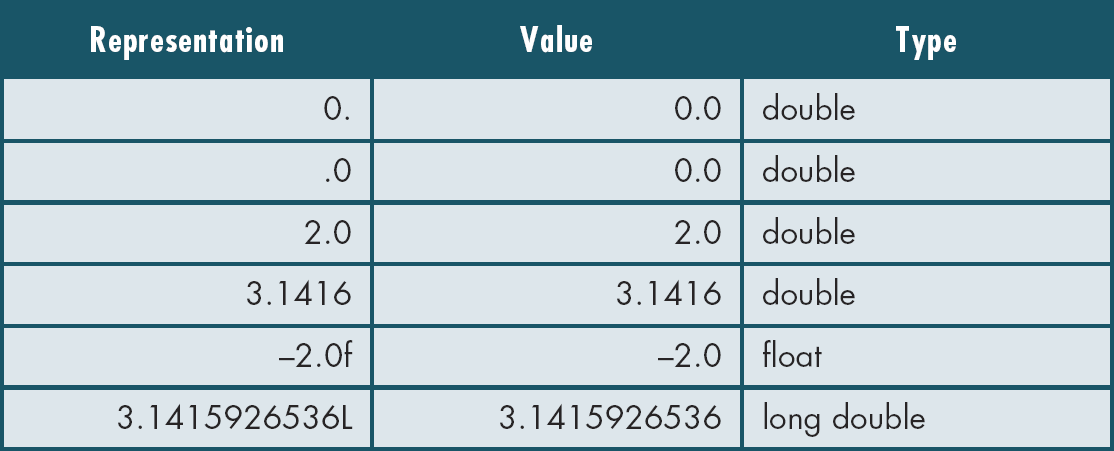 Representation Value Type
0. 0.0 double
.0 0.0 double
2.0 2.0 double
3.1416 3.1416 double
–2.0f –2.0 float
3.1415926536L 3.1415926536 long double